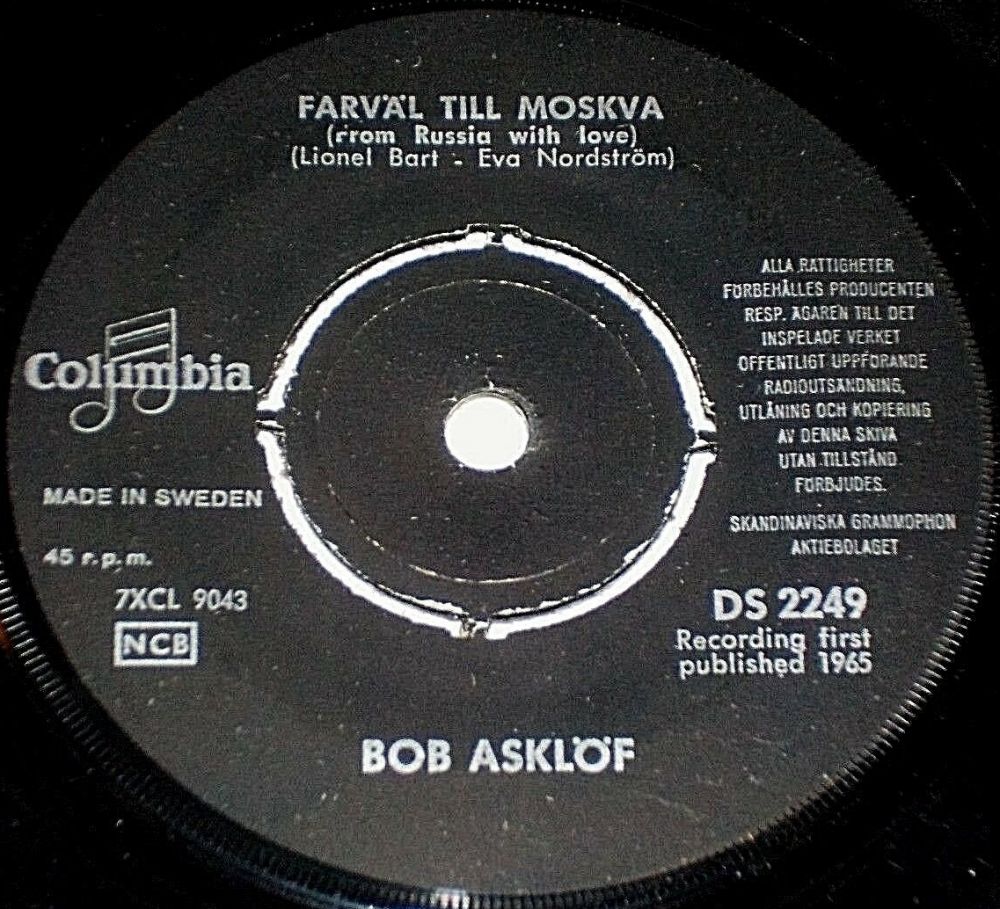 FARVÄL TILL MOSKVA
(From Russia with love)
(Lionel Bart - Eva Nordström)
ALLA RÄTTIGHETER
FÖRBEHÅLLES PRODUCENTEN
RESP. ÄGAREN TILL DET
INSPELADE VERKET
OFFENTLIGT UPPFÖRANDE
RADIOUTSÄNDNING,
UTLÅNING OCH KOPIERING
AV DENNA SKIVA
UTAN TILLSTÅND
FÖRBJUDES.
SKANDINAVISKA GRAMMOPHON
AKTIEBOLAGET
Columbia
MADE IN SWEDEN
45 r.p.m.
7XCL 9043
NCB
DS 2249
Recording first
published 1965
BOB ASKLÖF